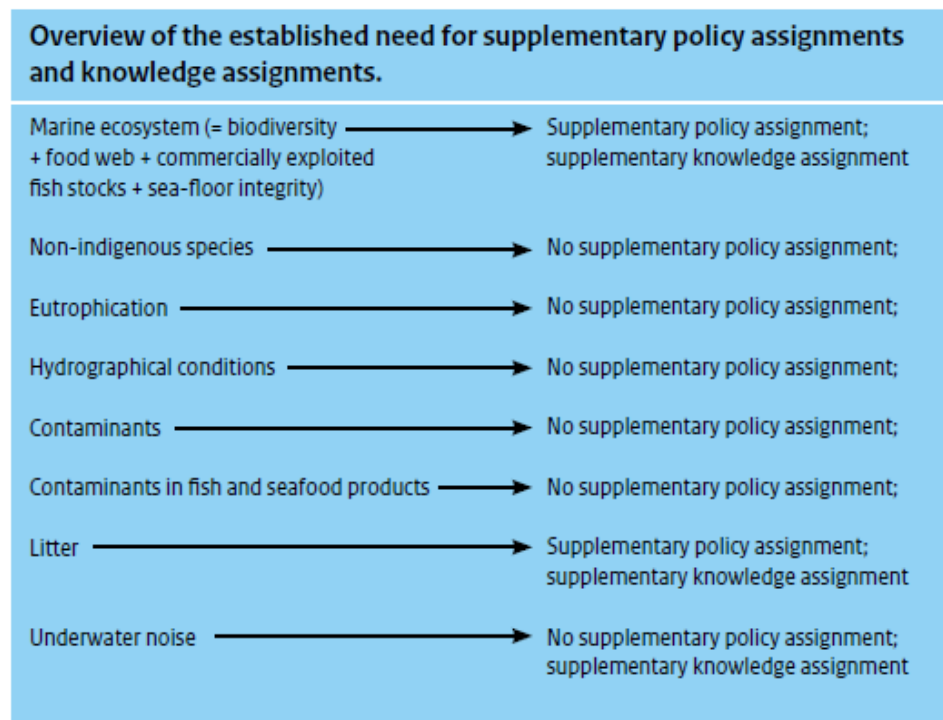 Overview of the established need for supplementary policy assignments
and knowledge assignments.
Marine ecosystem (= biodiversity
+ food web + commercially exploited
fish stocks + sea-floor integrity)
Supplementary policy assignment;
supplementary knowledge assignment
Non-indigenous species
No supplementary policy assignment;
Eutrophication
No supplementary policy assignment;
Hydrographical conditions
No supplementary policy assignment;
Contaminants
No supplementary policy assignment;
Contaminants in fish and seafood products
No supplementary policy assignment;
Litter
Supplementary policy assignment;
supplementary knowledge assignment
Underwater noise
No supplementary policy assignment;
supplementary knowledge assignment